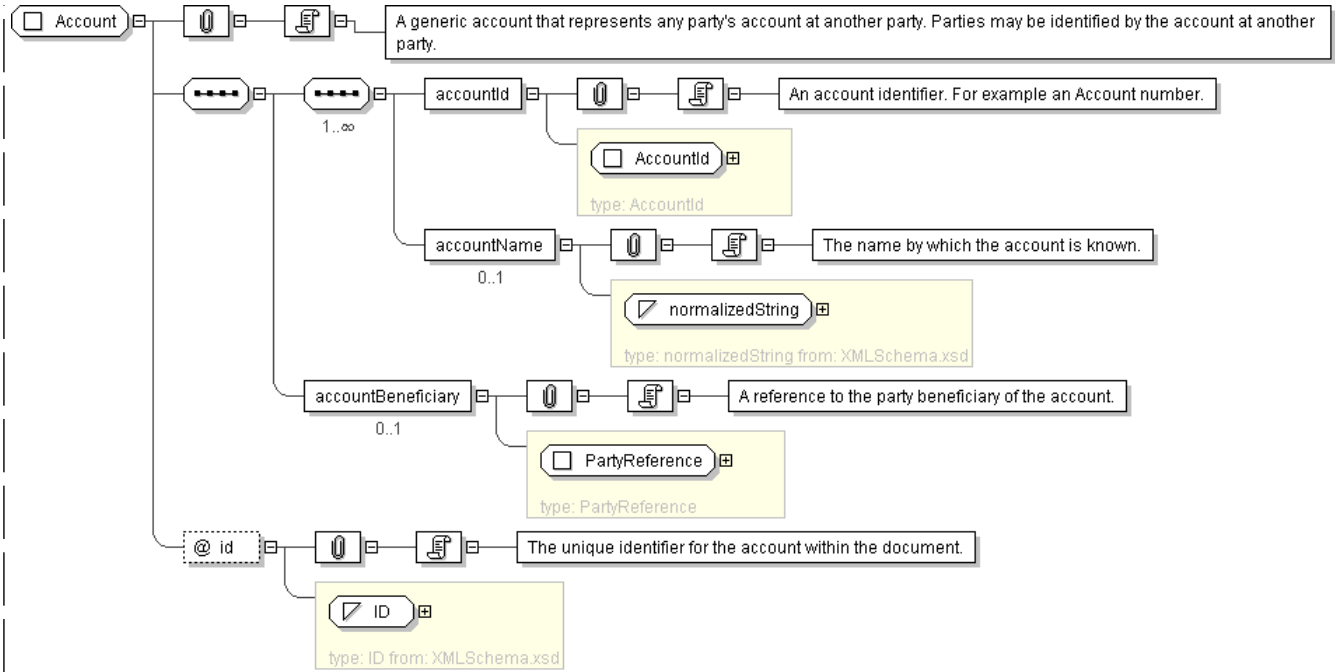 Account
A generic account that represents any party's account at another party. Parties may be identified by the account at another
party.
1..∞
accountId
An account identifier. For example an Account number.
AccountId
type: AccountId
accountName
0..1
The name by which the account is known.
normalizedString
type: normalizedString from: XMLSchema.xsd
accountBeneficiary
0..1
A reference to the party beneficiary of the account.
PartyReference
type: PartyReference
@ id
The unique identifier for the account within the document.
ID
type: ID from: XMLSchema.xsd